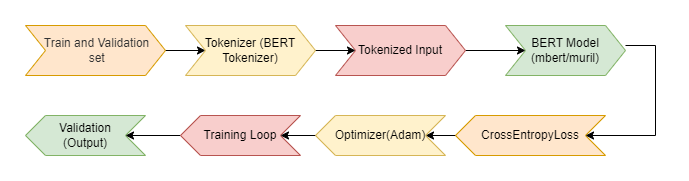 Train and Validation
set
Tokenizer (BERT
Tokenizer)
Tokenized Input
BERT Model
(mbert/muril)
CrossEntropyLoss
Optimizer(Adam)
Training Loop
Validation
(Output)